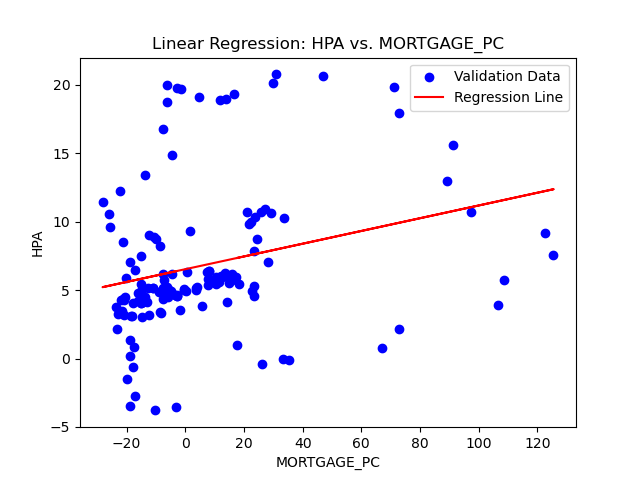 Linear Regression: HPA vs. MORTGAGE_PC
Validation Data
Regression Line
20
15
10
5
0
−5
HPA
−20
0
20
40
60
80
100
120
MORTGAGE_PC